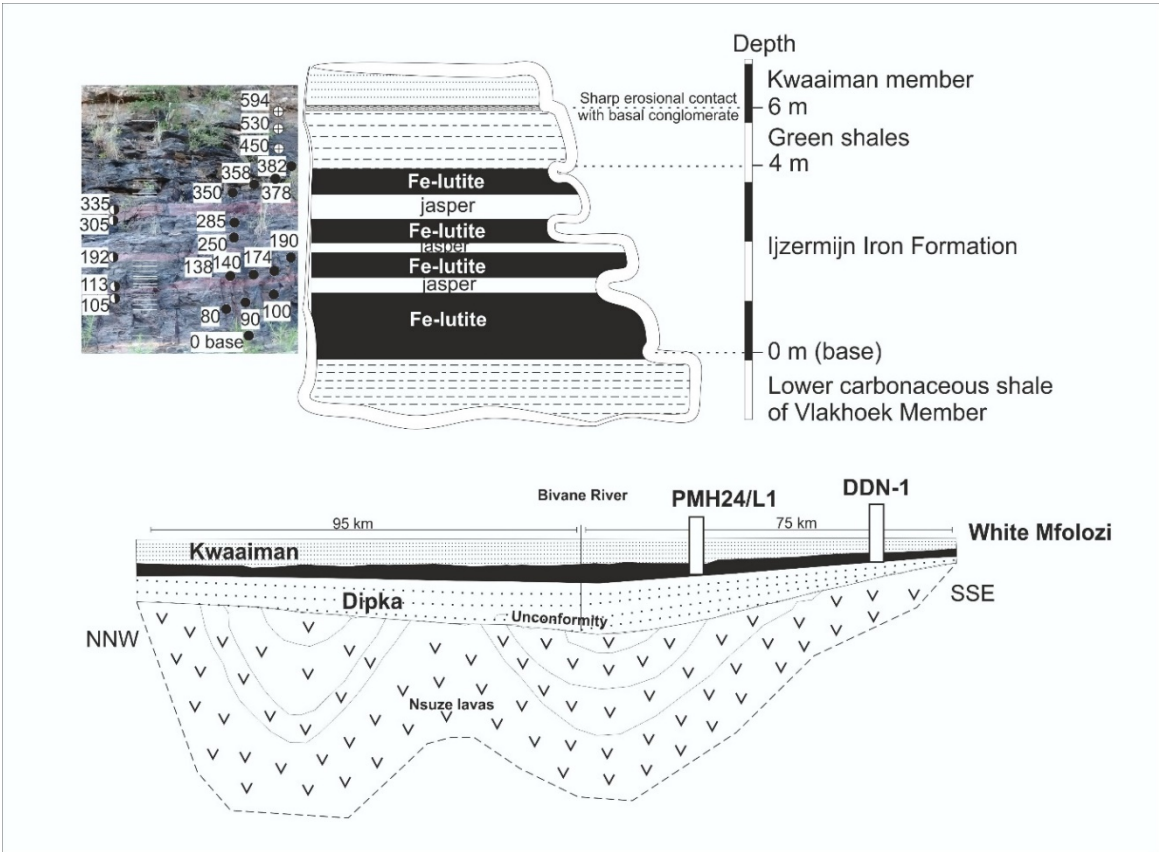 Depth
Kwaaiman member
Sharp erosional contact
with basal conglomerate
6 m
Green shales
4 m
Ijzermijn Iron Formation
0 m (base)
Lower carbonaceous shale
of Vlakhoek Member
594
530
450
382
358
378
350
335
305
285
250
190
192
174
140
138
113
105
100
80
90
0 base
Fe-lutite
jasper
Fe-lutite
jasper
Fe-lutite
jasper
Fe-lutite
Bivane River
PMH24/L1
DDN-1
95 km
75 km
White Mfolozi
Kwaaiman
Dipka
Unconformity
SSE
NNW
Nsuze lavas